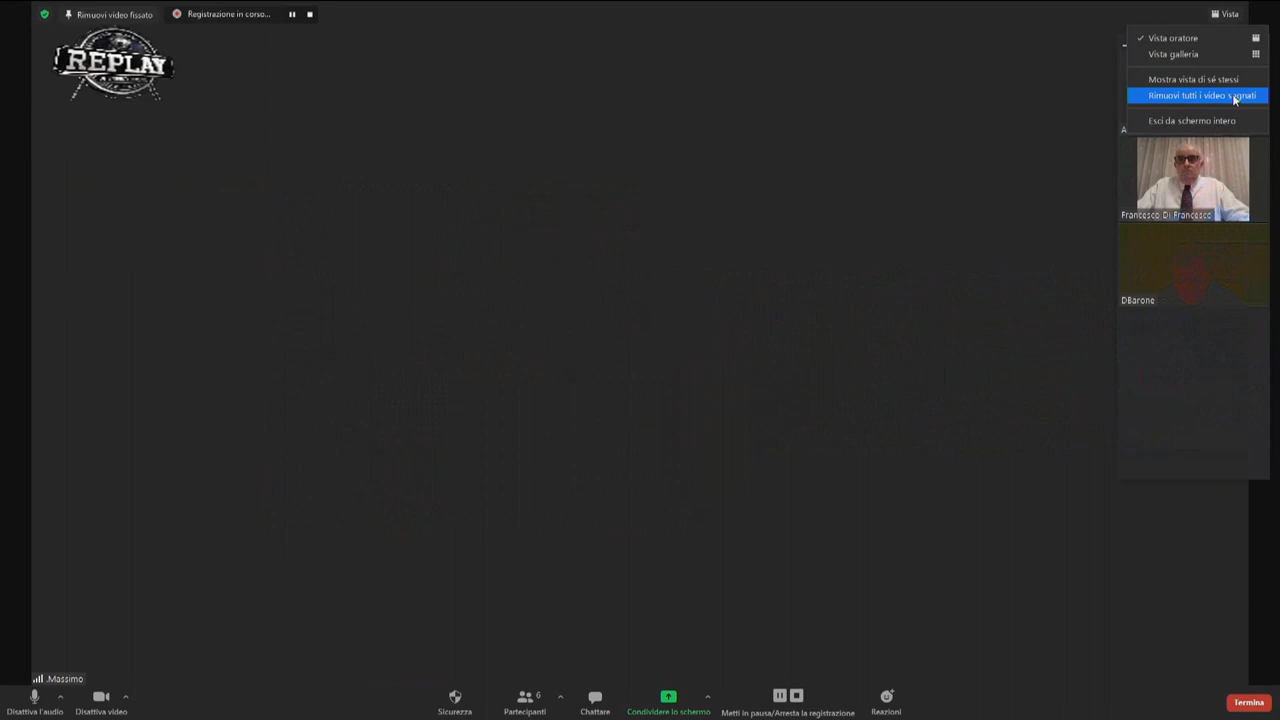 Rimuovi video fissato
Registrazione in corso...
Vista
REPLAY
Vista oratore
Vista galleria
Mostra vista di sé stessi
Rimuovi tutti i video segnati
Esci da schermo intero
A
Francesco Di Francesco
DBarone
.Massimo
Disattiva l'audio
Disattiva video
Sicurezza
Partecipanti
6
Chattare
Condividere lo schermo
Metti in pausa/Arresta la registrazione
Reazioni
Termina